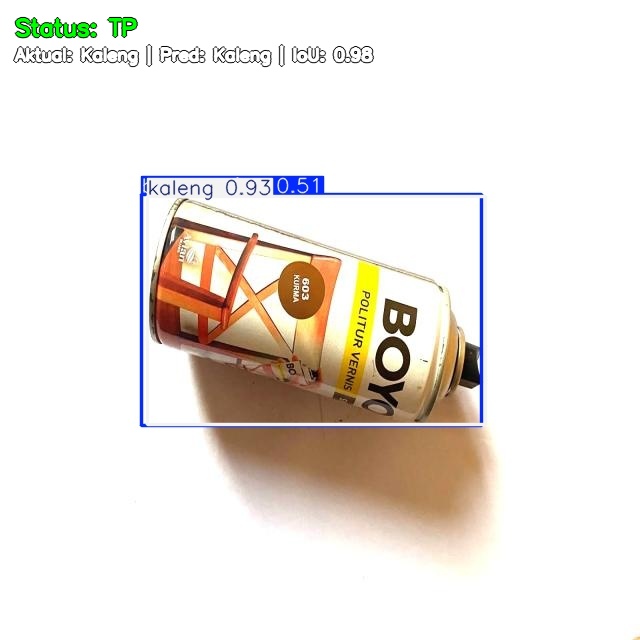 Status: TP
Aktual: Kaleng | Pred: Kaleng | IoU: 0.98
kaleng 0.93 0.51
603
KURMA
POLITUR VERNIS
BOYO
BO